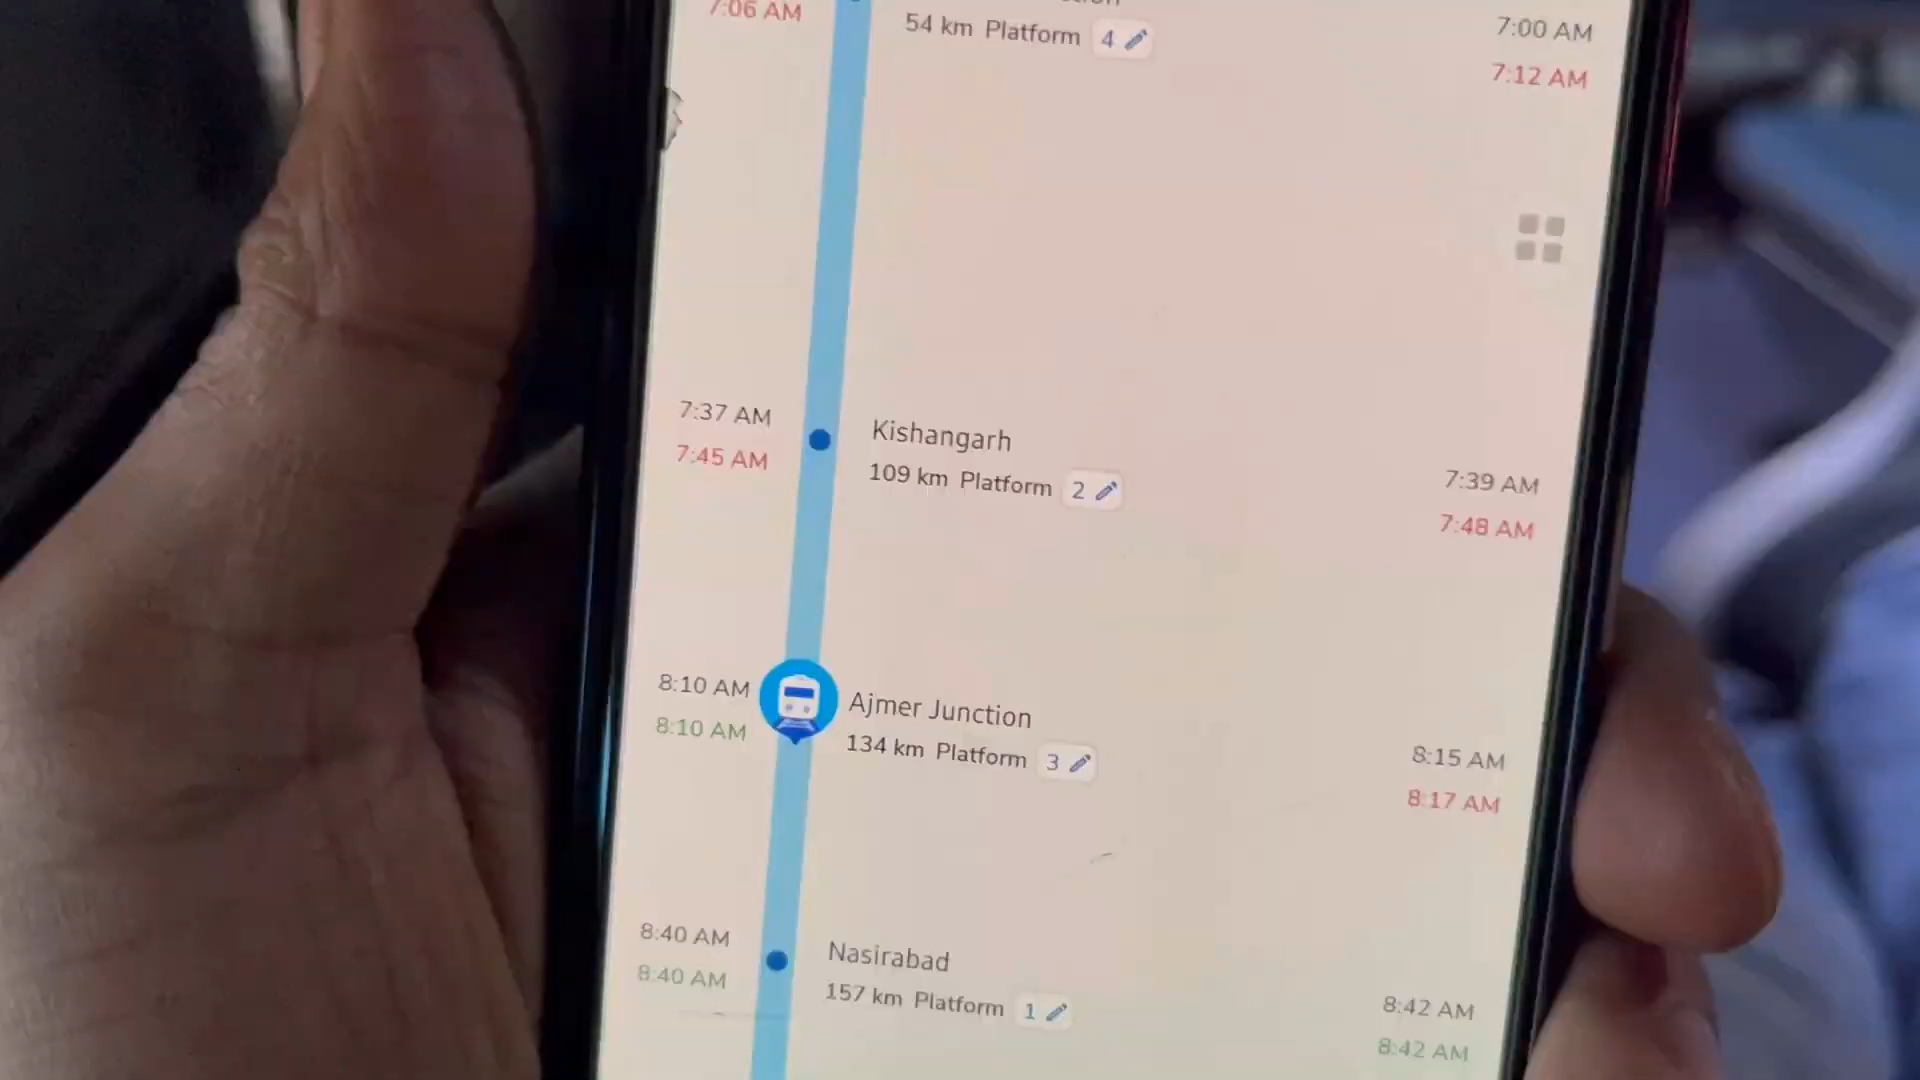 7:06 AM
54 km Platform 4
7:00 AM
7:12 AM
7:37 AM
7:45 AM
Kishangarh
109 km Platform 2
7:39 AM
7:48 AM
8:10 AM
8:10 AM
Ajmer Junction
134 km Platform 3
8:15 AM
8:17 AM
8:40 AM
8:40 AM
Nasirabad
157 km Platform 1
8:42 AM
8:42 AM